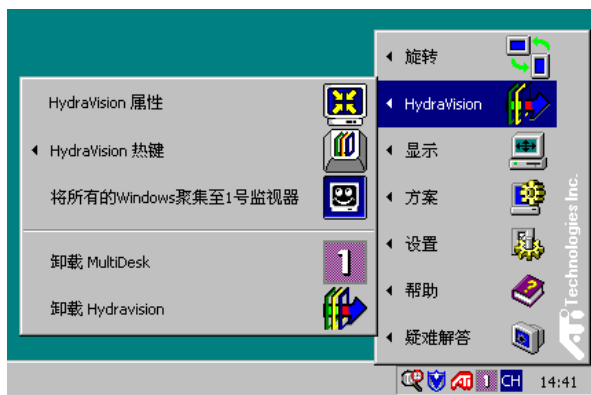 旋转
HydraVision
显示
方案
设置
帮助
疑难解答
HydraVision 属性
HydraVision 热键
将所有的Windows聚集至1号监视器
卸载 MultiDesk
1
卸载 Hydravision
ATi Technologies Inc.
ATI
1
CH
14:41